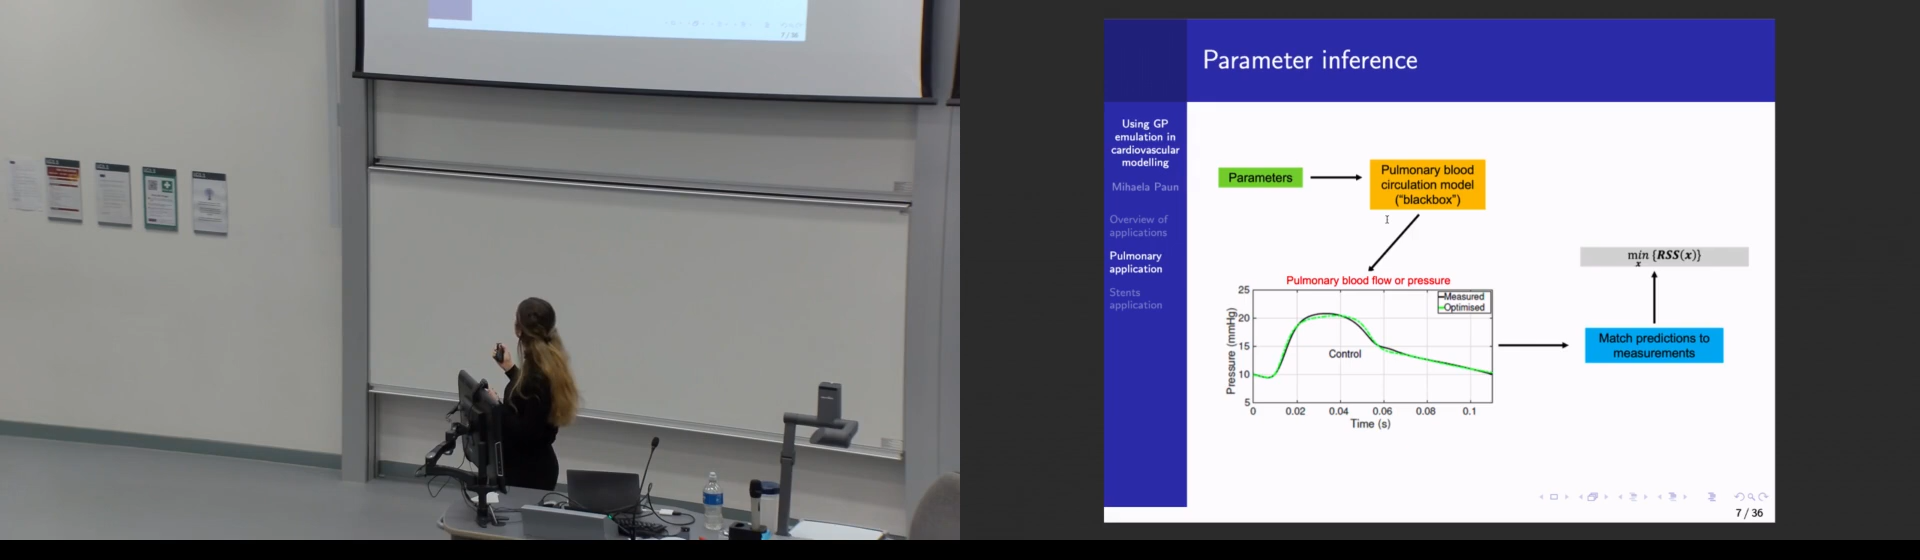 7 / 36
Parameter inference
Using GP
emulation in
cardiovascular
modelling
Mihaela Paun
Overview of
applications
Pulmonary
application
Stents
application
Parameters
Pulmonary blood
circulation model
("blackbox")
Pulmonary blood flow or pressure
Measured
Optimised
Control
Pressure (mmHg)
25
20
15
10
5
0
0.02
0.04
0.06
0.08
0.1
Time (s)
min {RSS(x)}
x
Match predictions to
measurements
7 / 36